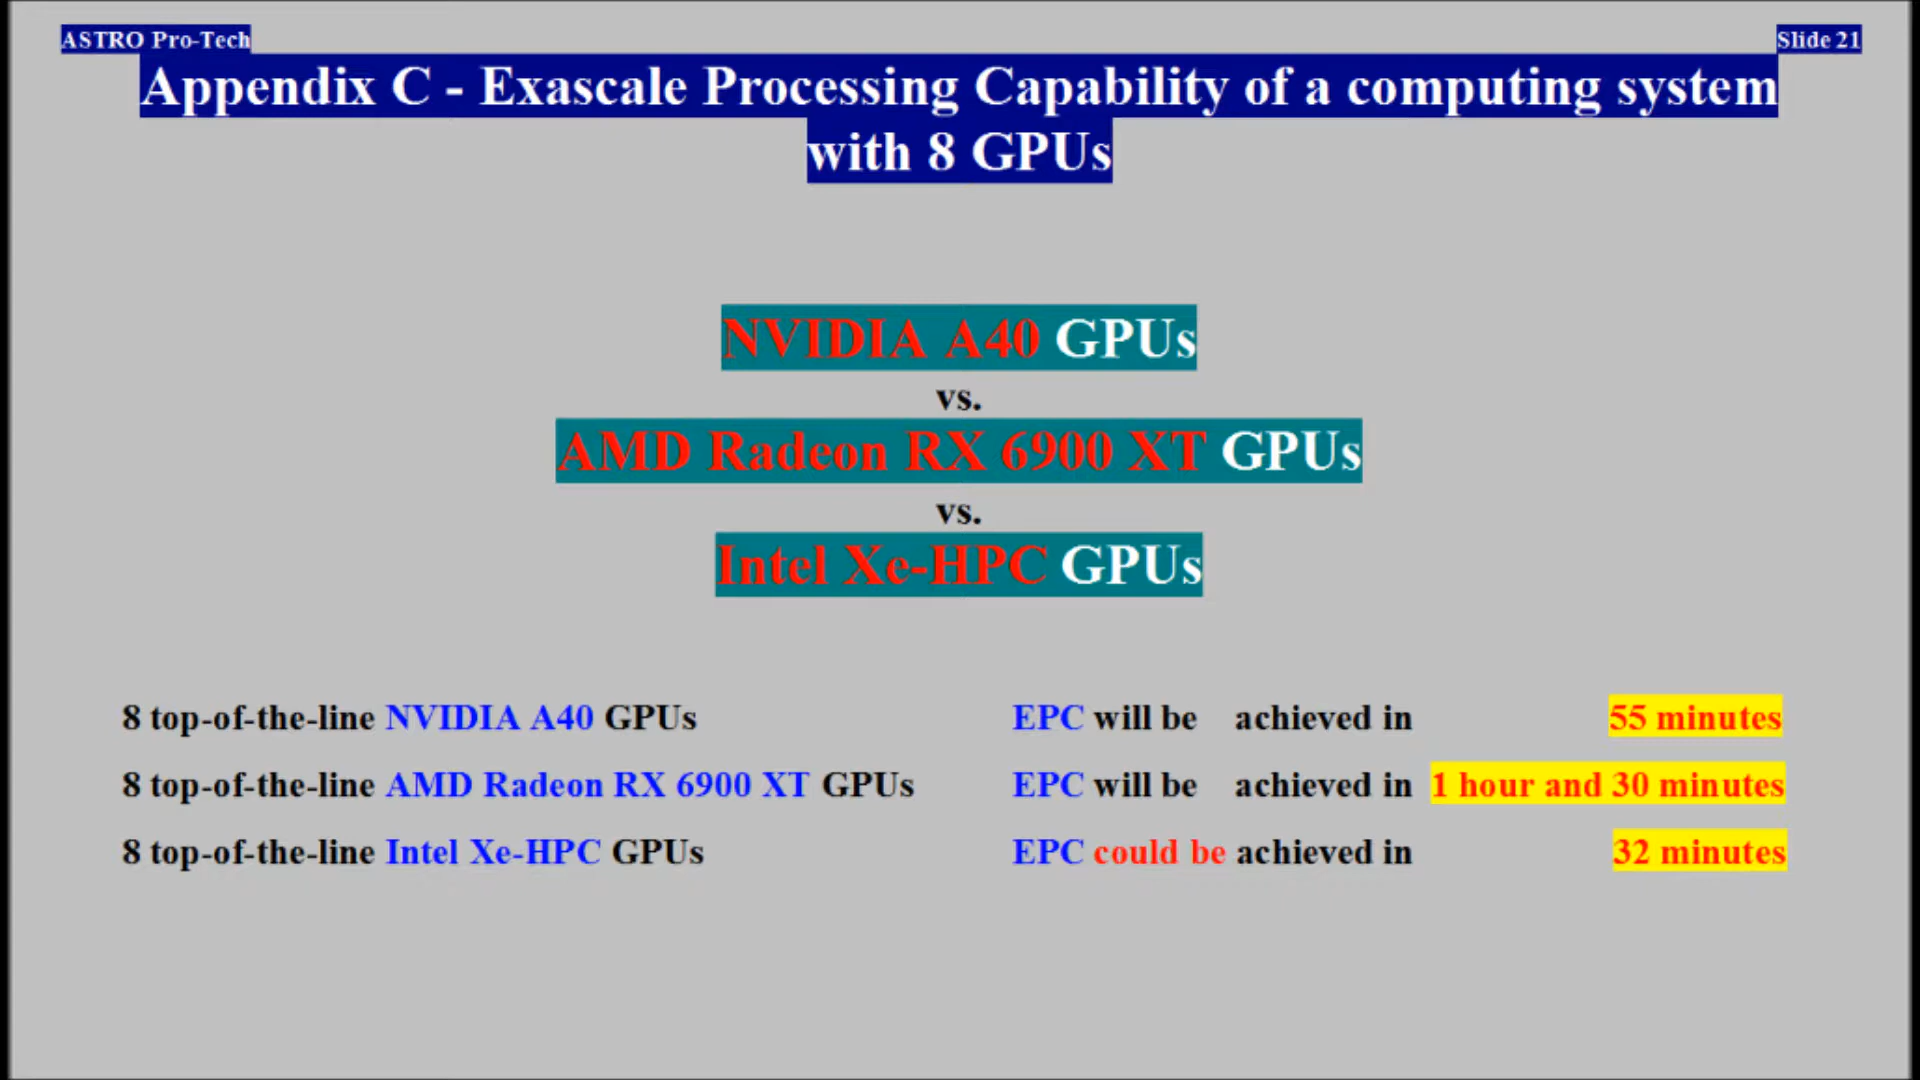 ASTRO Pro-Tech
Slide 21
Appendix C - Exascale Processing Capability of a computing system
with 8 GPUs
NVIDIA A40 GPUs
vs.
AMD Radeon RX 6900 XT GPUs
vs.
Intel Xe-HPC GPUs
8 top-of-the-line NVIDIA A40 GPUs EPC will be achieved in 55 minutes
8 top-of-the-line AMD Radeon RX 6900 XT GPUs EPC will be achieved in 1 hour and 30 minutes
8 top-of-the-line Intel Xe-HPC GPUs EPC could be achieved in 32 minutes